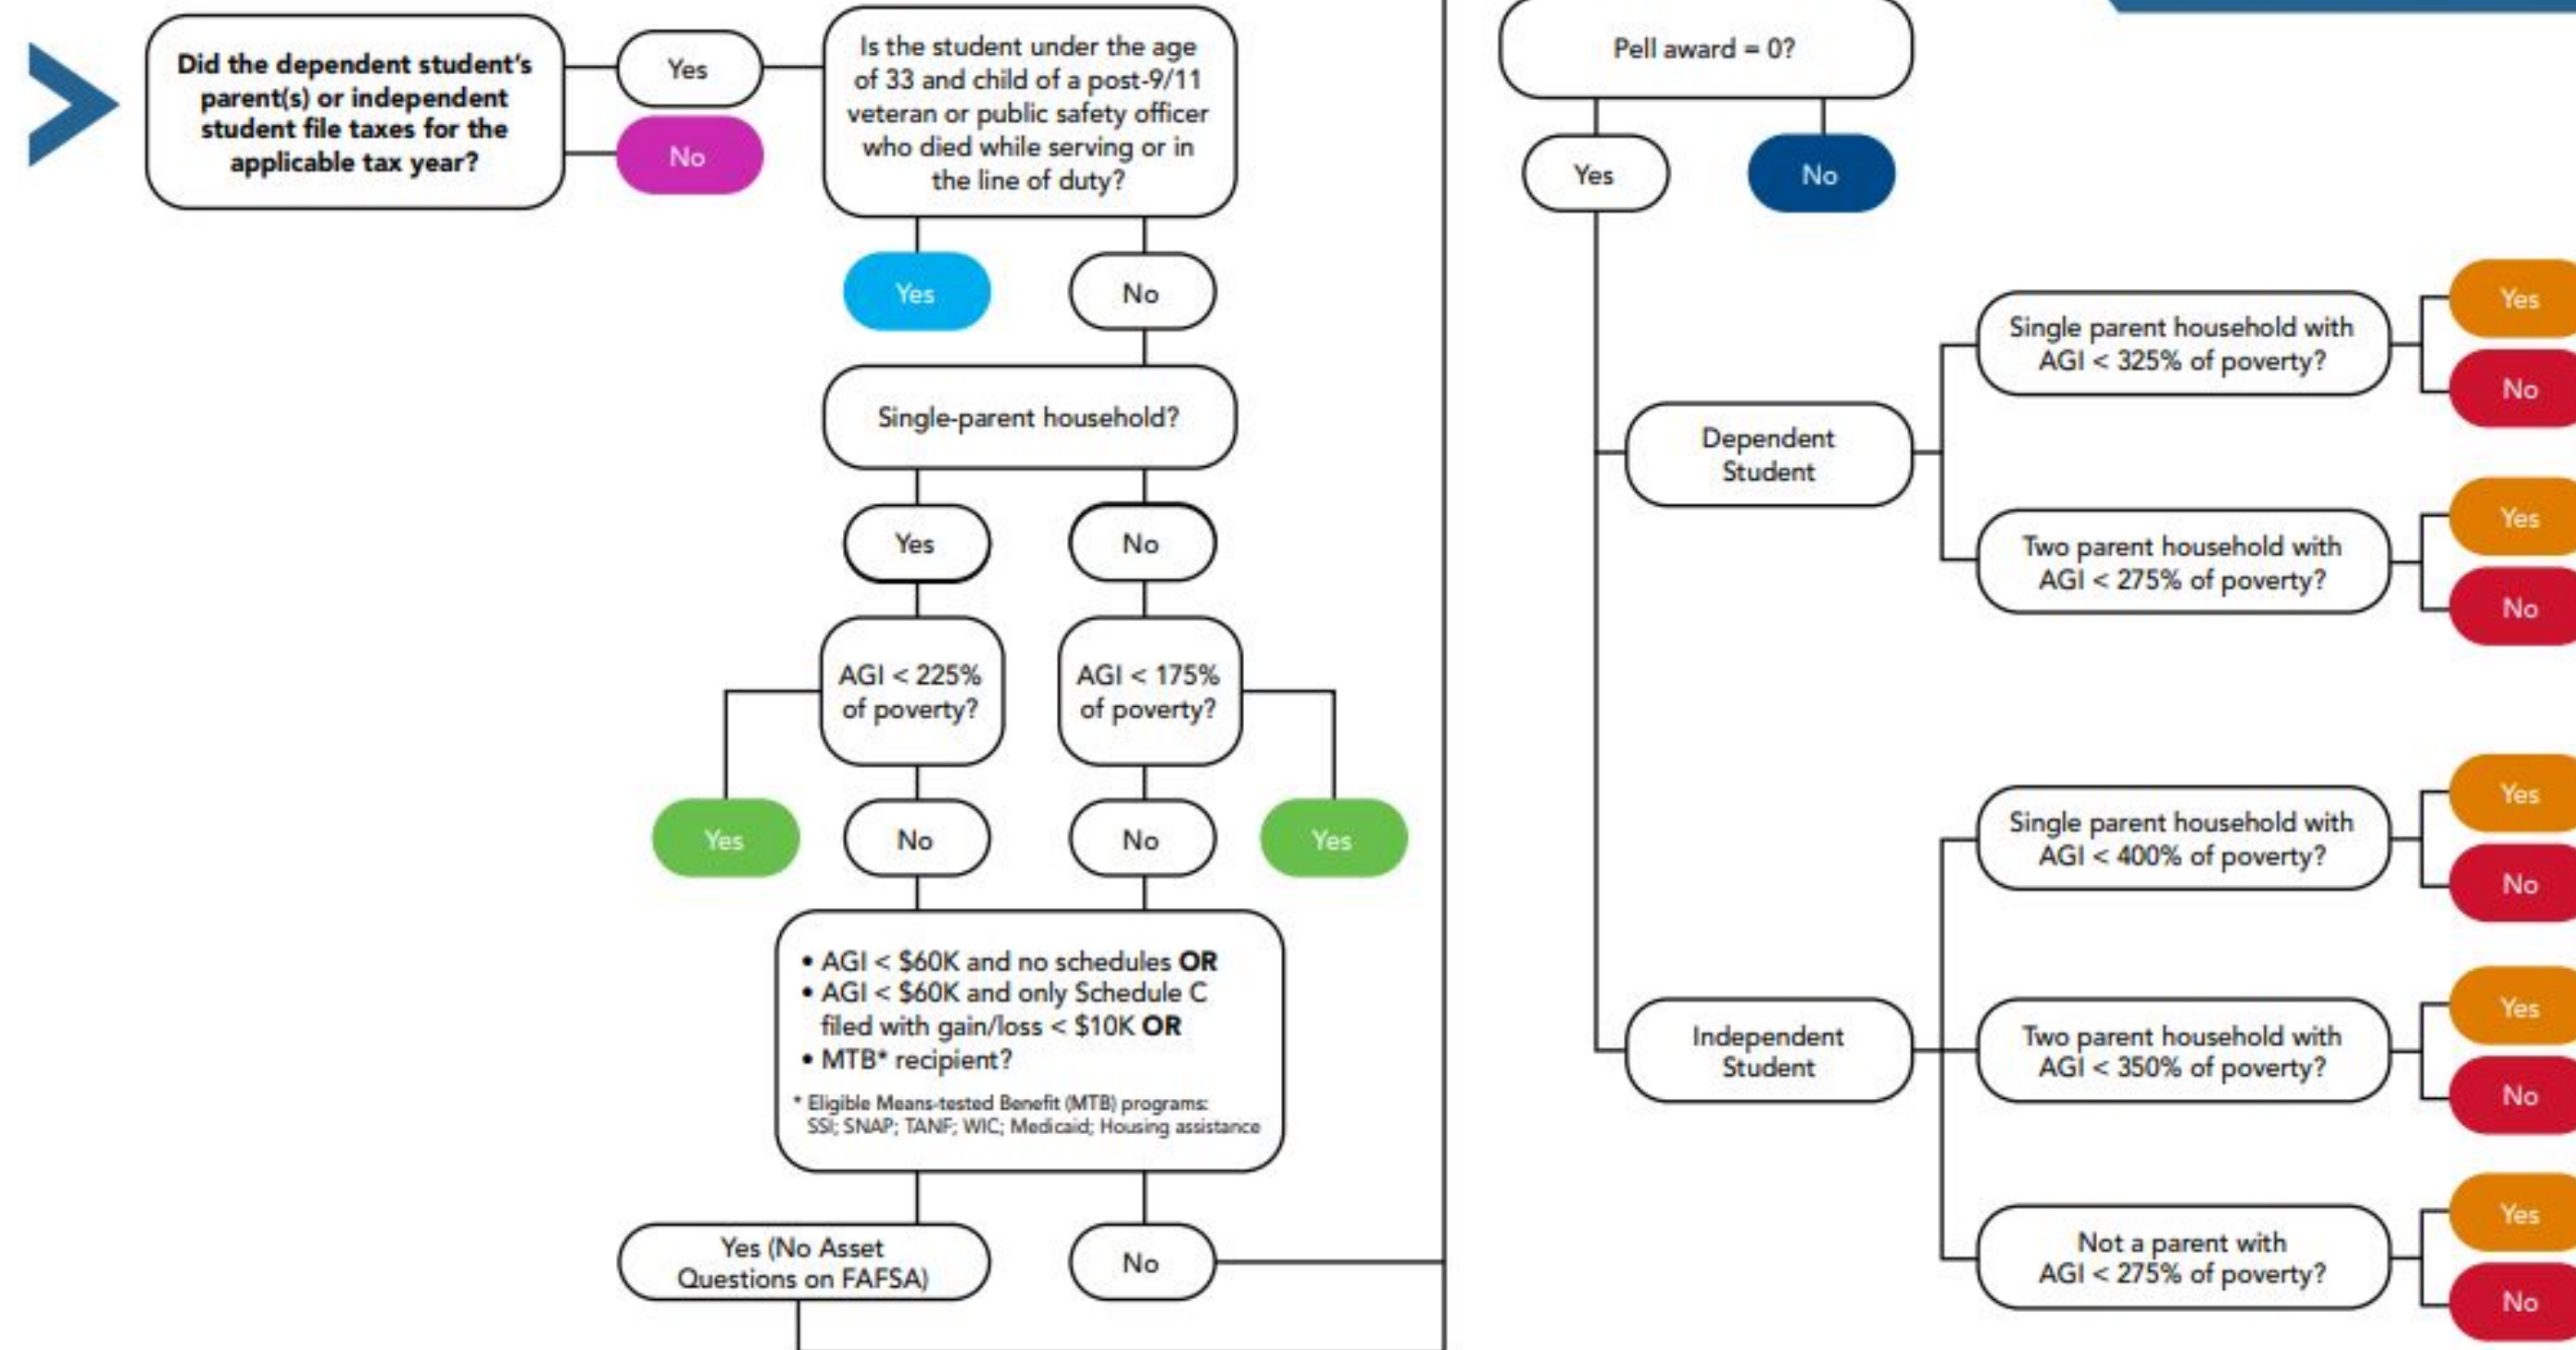 Did the dependent student's
parent(s) or independent
student file taxes for the
applicable tax year?
Yes
No
Is the student under the age
of 33 and child of a post-9/11
veteran or public safety officer
who died while serving or in
the line of duty?
Yes
No
Single-parent household?
Yes
No
AGI < 225%
of poverty?
AGI < 175%
of poverty?
Yes
No
No
Yes
• AGI < $60K and no schedules OR
• AGI < $60K and only Schedule C
filed with gain/loss < $10K OR
• MTB* recipient?
* Eligible Means-tested Benefit (MTB) programs:
SSI; SNAP; TANF; WIC; Medicaid; Housing assistance
Yes (No Asset
Questions on FAFSA)
No
Pell award = 0?
Yes
No
Dependent
Student
Single parent household with
AGI < 325% of poverty?
Yes
No
Two parent household with
AGI < 275% of poverty?
Yes
No
Independent
Student
Single parent household with
AGI < 400% of poverty?
Yes
No
Two parent household with
AGI < 350% of poverty?
Yes
No
Not a parent with
AGI < 275% of poverty?
Yes
No